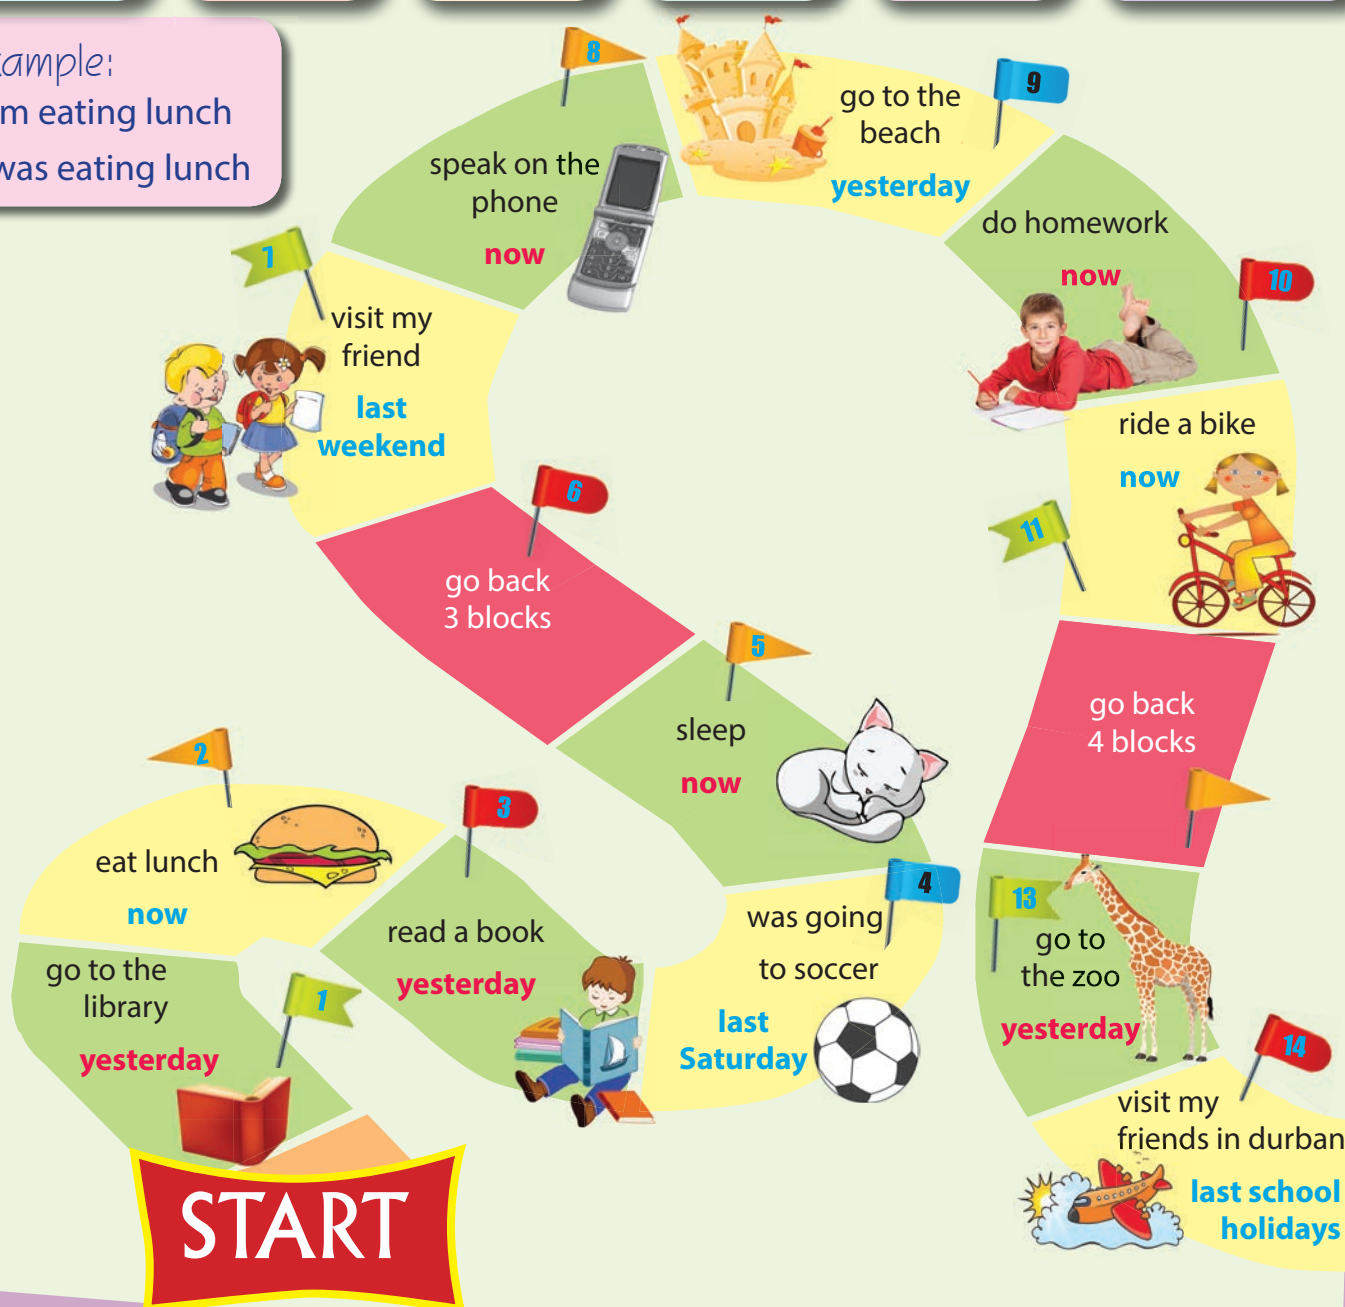 ample:
m eating lunch
was eating lunch
8
speak on the
phone
now
go to the
beach
yesterday
9
do homework
now
10
1
visit my
friend
last
weekend
ride a bike
now
11
6
go back
3 blocks
5
sleep
now
go back
4 blocks
2
eat lunch
now
3
read a book
yesterday
4
was going
to soccer
last
Saturday
13
go to
the zoo
yesterday
go to the
library
yesterday
1
14
visit my
friends in durban
last school
holidays
START